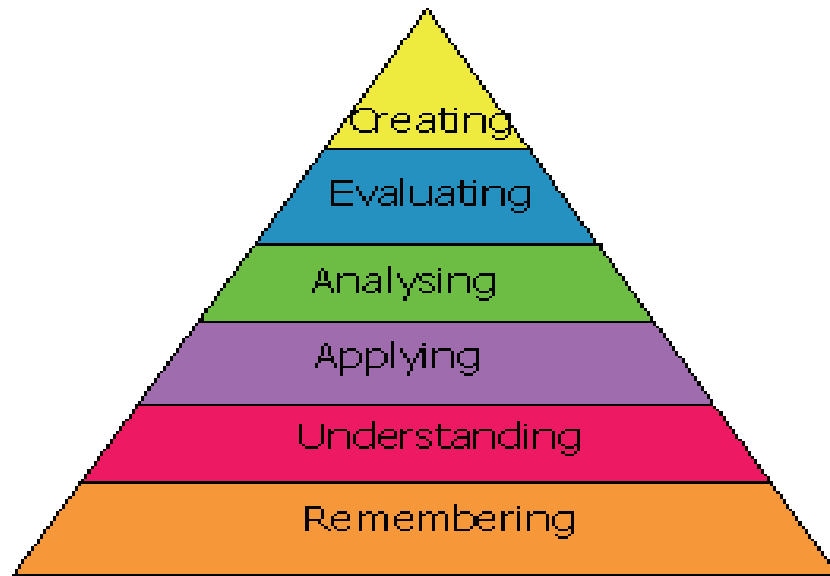 Creating
Evaluating
Analysing
Applying
Understanding
Remembering